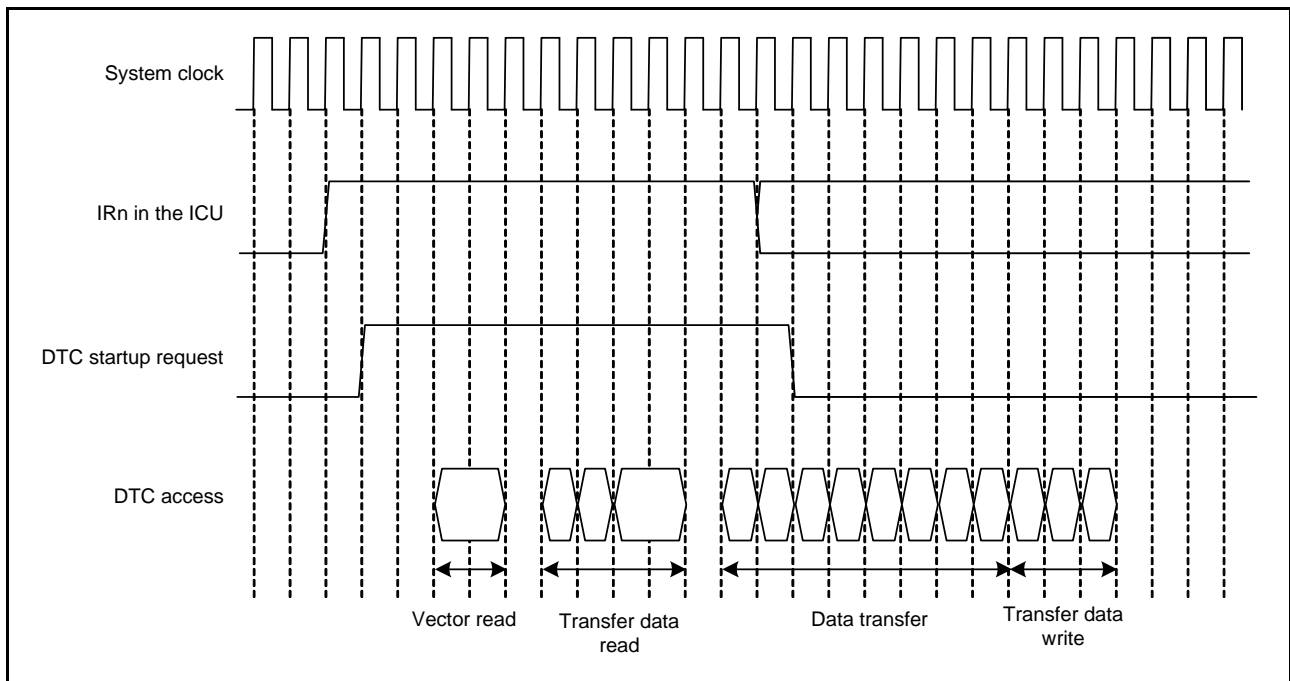 System clock
IRn in the ICU
DTC startup request
DTC access
Vector read
Transfer data
read
Data transfer
Transfer data
write